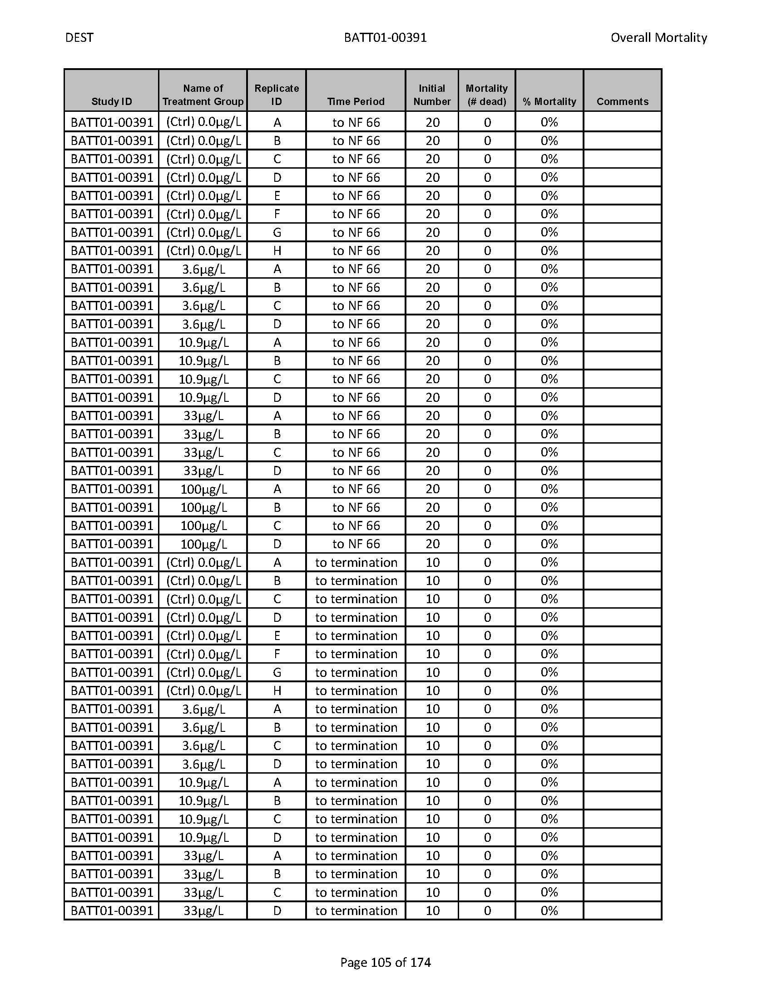 DEST BATT01-00391 Overall Mortality
Study ID Name of Treatment Group Replicate ID Time Period Initial Number Mortality (# dead) % Mortality Comments
BATT01-00391 (Ctrl) 0.0µg/L A to NF 66 20 0 0%
BATT01-00391 (Ctrl) 0.0µg/L B to NF 66 20 0 0%
BATT01-00391 (Ctrl) 0.0µg/L C to NF 66 20 0 0%
BATT01-00391 (Ctrl) 0.0µg/L D to NF 66 20 0 0%
BATT01-00391 (Ctrl) 0.0µg/L E to NF 66 20 0 0%
BATT01-00391 (Ctrl) 0.0µg/L F to NF 66 20 0 0%
BATT01-00391 (Ctrl) 0.0µg/L G to NF 66 20 0 0%
BATT01-00391 (Ctrl) 0.0µg/L H to NF 66 20 0 0%
BATT01-00391 3.6µg/L A to NF 66 20 0 0%
BATT01-00391 3.6µg/L B to NF 66 20 0 0%
BATT01-00391 3.6µg/L C to NF 66 20 0 0%
BATT01-00391 3.6µg/L D to NF 66 20 0 0%
BATT01-00391 10.9µg/L A to NF 66 20 0 0%
BATT01-00391 10.9µg/L B to NF 66 20 0 0%
BATT01-00391 10.9µg/L C to NF 66 20 0 0%
BATT01-00391 10.9µg/L D to NF 66 20 0 0%
BATT01-00391 33µg/L A to NF 66 20 0 0%
BATT01-00391 33µg/L B to NF 66 20 0 0%
BATT01-00391 33µg/L C to NF 66 20 0 0%
BATT01-00391 33µg/L D to NF 66 20 0 0%
BATT01-00391 100µg/L A to NF 66 20 0 0%
BATT01-00391 100µg/L B to NF 66 20 0 0%
BATT01-00391 100µg/L C to NF 66 20 0 0%
BATT01-00391 100µg/L D to NF 66 20 0 0%
BATT01-00391 (Ctrl) 0.0µg/L A to termination 10 0 0%
BATT01-00391 (Ctrl) 0.0µg/L B to termination 10 0 0%
BATT01-00391 (Ctrl) 0.0µg/L C to termination 10 0 0%
BATT01-00391 (Ctrl) 0.0µg/L D to termination 10 0 0%
BATT01-00391 (Ctrl) 0.0µg/L E to termination 10 0 0%
BATT01-00391 (Ctrl) 0.0µg/L F to termination 10 0 0%
BATT01-00391 (Ctrl) 0.0µg/L G to termination 10 0 0%
BATT01-00391 (Ctrl) 0.0µg/L H to termination 10 0 0%
BATT01-00391 3.6µg/L A to termination 10 0 0%
BATT01-00391 3.6µg/L B to termination 10 0 0%
BATT01-00391 3.6µg/L C to termination 10 0 0%
BATT01-00391 3.6µg/L D to termination 10 0 0%
BATT01-00391 10.9µg/L A to termination 10 0 0%
BATT01-00391 10.9µg/L B to termination 10 0 0%
BATT01-00391 10.9µg/L C to termination 10 0 0%
BATT01-00391 10.9µg/L D to termination 10 0 0%
BATT01-00391 33µg/L A to termination 10 0 0%
BATT01-00391 33µg/L B to termination 10 0 0%
BATT01-00391 33µg/L C to termination 10 0 0%
BATT01-00391 33µg/L D to termination 10 0 0%
Page 105 of 174